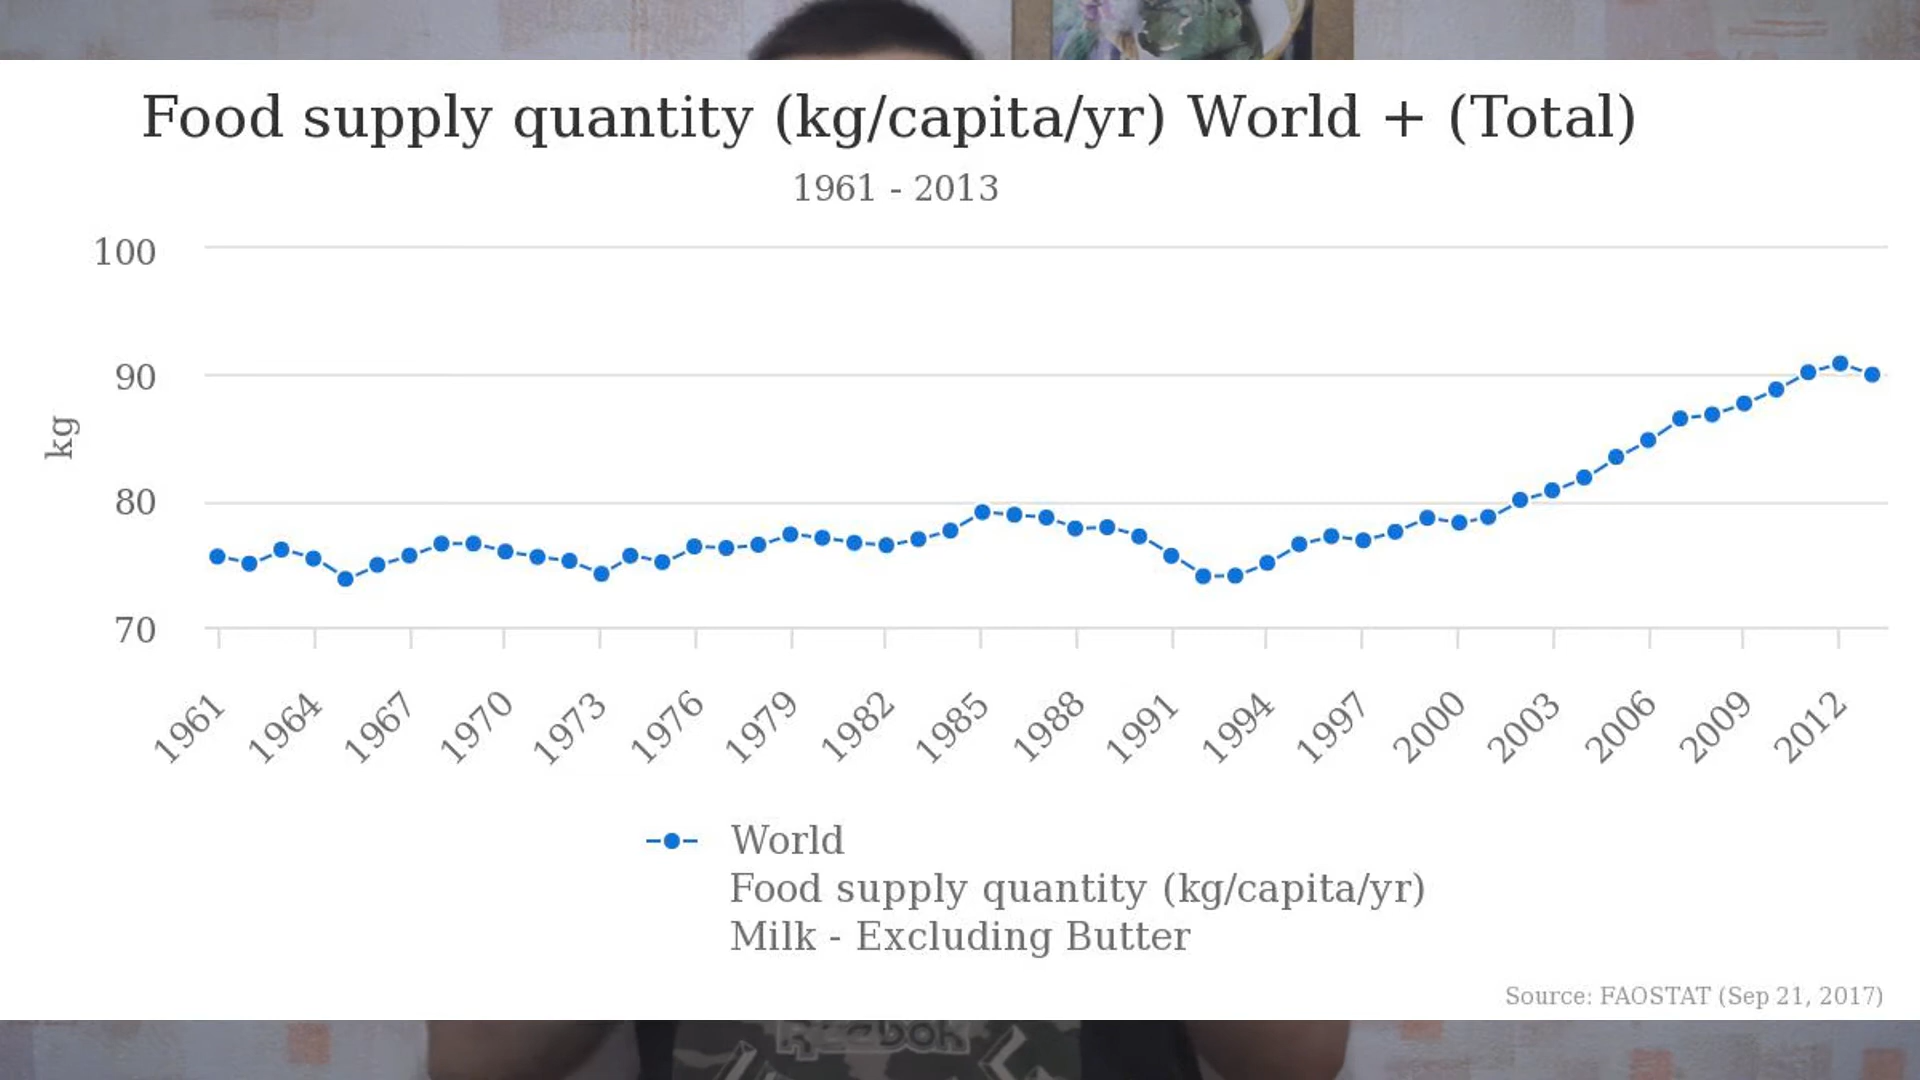 Food supply quantity (kg/capita/yr) World + (Total)
1961 - 2013
100
90
80
70
kg
1961 1964 1967 1970 1973 1976 1979 1982 1985 1988 1991 1994 1997 2000 2003 2006 2009 2012
World
Food supply quantity (kg/capita/yr)
Milk - Excluding Butter
Source: FAOSTAT (Sep 21, 2017)
Reebok